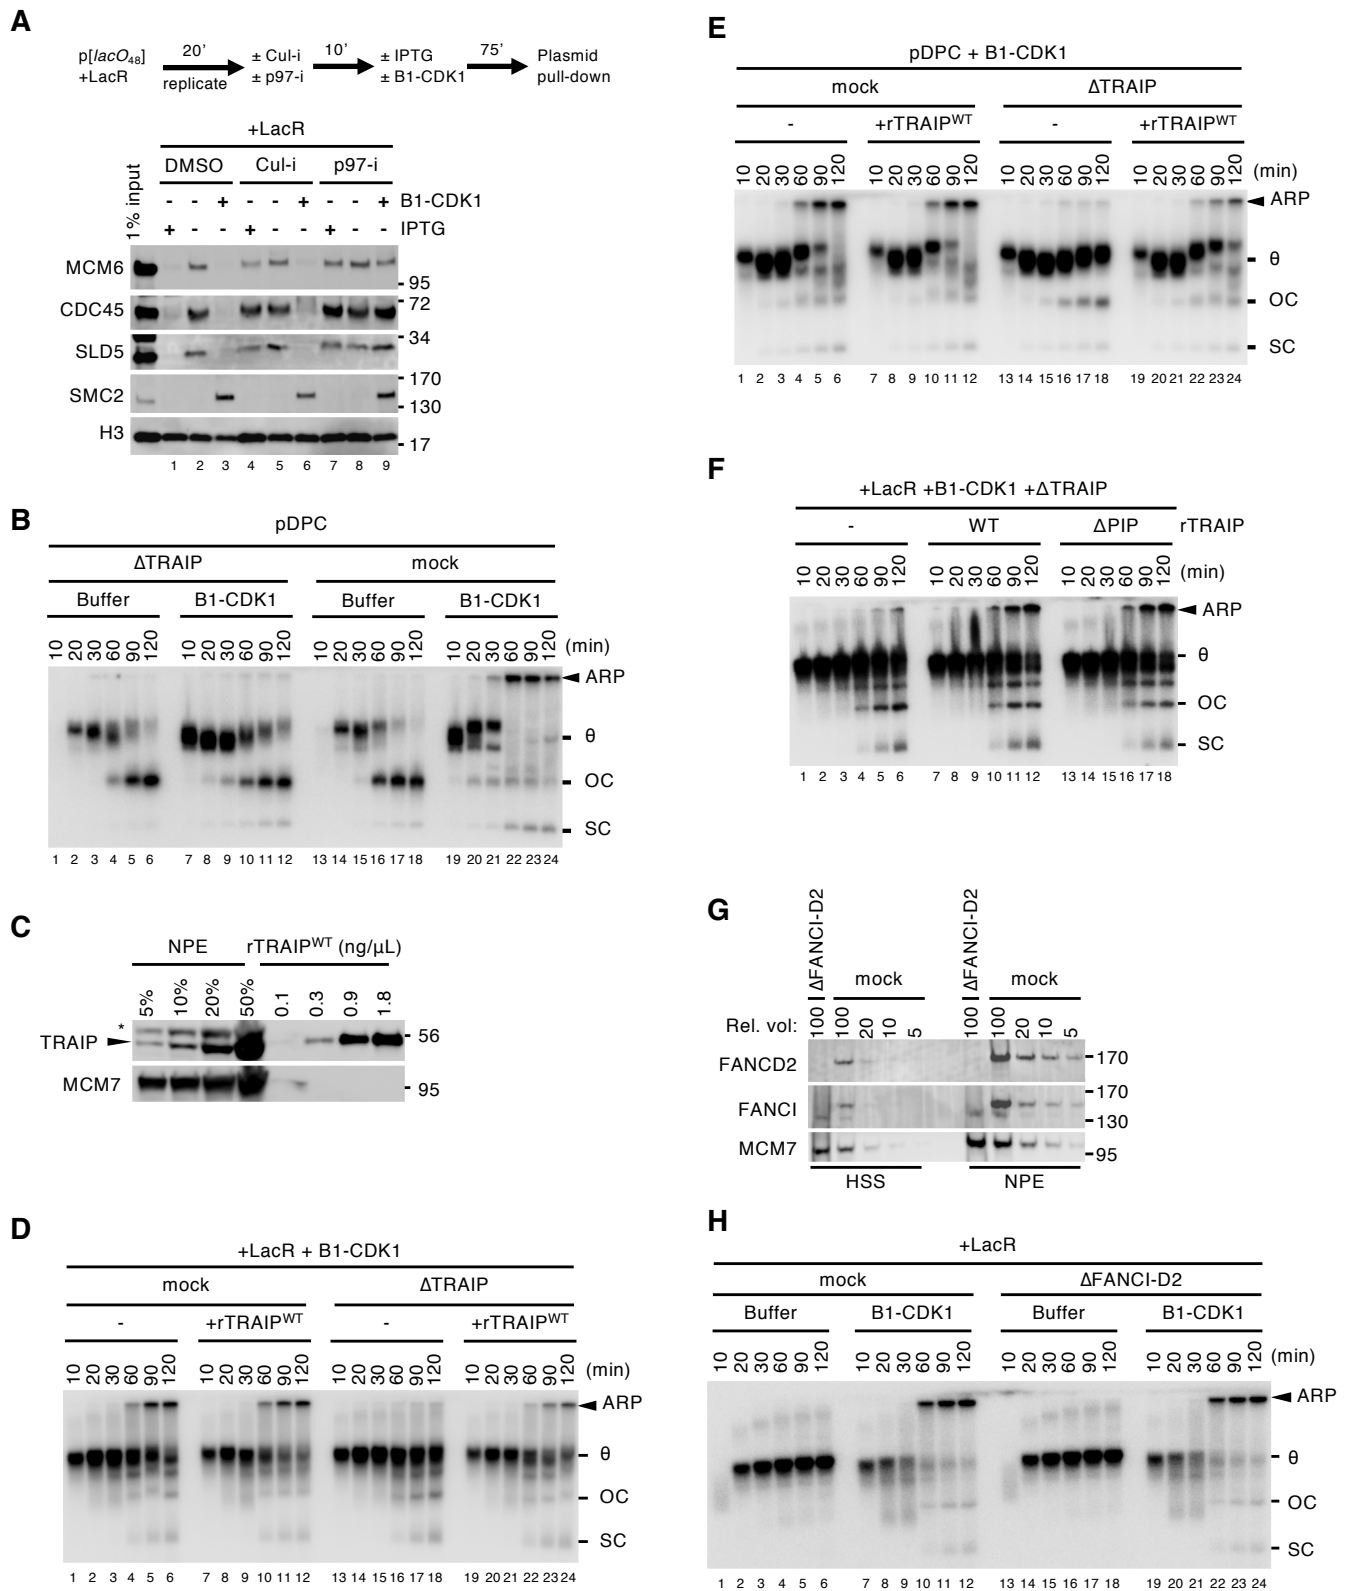 A
p[lacO48]
+LacR
20'
replicate
± Cul-i
± p97-i
10'
± IPTG
± B1-CDK1
75'
Plasmid
pull-down
+LacR
1% input
DMSO Cul-i p97-i
- - + - - + - - + B1-CDK1
+ - - + - - + - - IPTG
MCM6
95
CDC45
72
SLD5
34
SMC2
170
130
H3
17
1 2 3 4 5 6 7 8 9
B
pDPC
ΔTRAIP mock
Buffer B1-CDK1 Buffer B1-CDK1
10 20 30 60 90 120 10 20 30 60 90 120 10 20 30 60 90 120 10 20 30 60 90 120 (min)
ARP
θ
OC
SC
1 2 3 4 5 6 7 8 9 10 11 12 13 14 15 16 17 18 19 20 21 22 23 24
C
NPE rTRAIPWT (ng/µL)
5% 10% 20% 50% 0.1 0.3 0.9 1.8
*
TRAIP
56
MCM7
95
D
+LacR + B1-CDK1
mock ΔTRAIP
- +rTRAIPWT - +rTRAIPWT
10 20 30 60 90 120 10 20 30 60 90 120 10 20 30 60 90 120 10 20 30 60 90 120 (min)
ARP
θ
OC
SC
1 2 3 4 5 6 7 8 9 10 11 12 13 14 15 16 17 18 19 20 21 22 23 24
E
pDPC + B1-CDK1
mock ΔTRAIP
- +rTRAIPWT - +rTRAIPWT
10 20 30 60 90 120 10 20 30 60 90 120 10 20 30 60 90 120 10 20 30 60 90 120 (min)
ARP
θ
OC
SC
1 2 3 4 5 6 7 8 9 10 11 12 13 14 15 16 17 18 19 20 21 22 23 24
F
+LacR +B1-CDK1 +ΔTRAIP
- WT ΔPIP rTRAIP
10 20 30 60 90 120 10 20 30 60 90 120 10 20 30 60 90 120 (min)
ARP
θ
OC
SC
1 2 3 4 5 6 7 8 9 10 11 12 13 14 15 16 17 18
G
ΔFANCI-D2 mock ΔFANCI-D2 mock
Rel. vol: 100 100 20 10 5 100 100 20 10 5
FANCD2
170
FANCI
170
130
MCM7
95
HSS NPE
H
+LacR
mock ΔFANCI-D2
Buffer B1-CDK1 Buffer B1-CDK1
10 20 30 60 90 120 10 20 30 60 90 120 10 20 30 60 90 120 10 20 30 60 90 120 (min)
ARP
θ
OC
SC
1 2 3 4 5 6 7 8 9 10 11 12 13 14 15 16 17 18 19 20 21 22 23 24